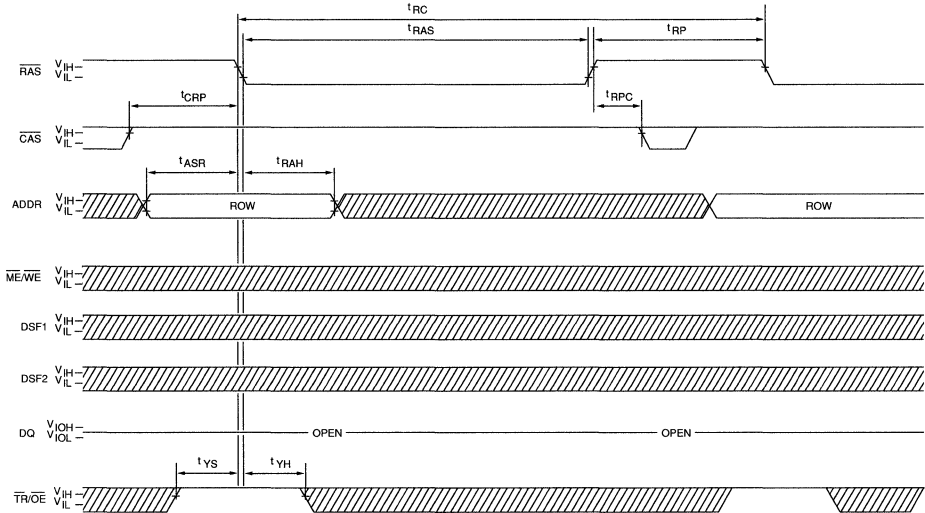 tRC
tRAS
tRP
RAS VIH
VIL
tCRP
tRPC
CAS VIH
VIL
tASR
tRAH
ADDR VIH
VIL
ROW
ROW
ME/WE VIH
VIL
DSF1 VIH
VIL
DSF2 VIH
VIL
DQ VIOH
VIOL
OPEN
OPEN
tYS
tYH
TR/OE VIH
VIL